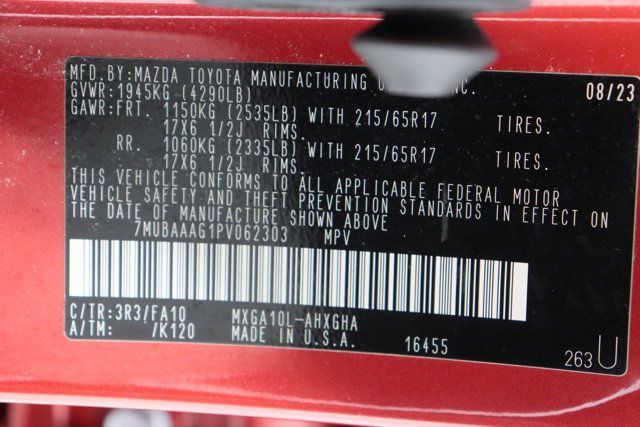 MFD.BY:MAZDA TOYOTA MANUFACTURING INC. 08/23
GVWR:1945KG (4290LB)
GAWR:FRT. 1150KG (2535LB) WITH 215/65R17 TIRES.
17X6 1/2J RIMS.
RR. 1060KG (2335LB) WITH 215/65R17 TIRES.
17X6 1/2J RIMS.
THIS VEHICLE CONFORMS TO ALL APPLICABLE FEDERAL MOTOR
VEHICLE SAFETY AND THEFT PREVENTION STANDARDS IN EFFECT ON
THE DATE OF MANUFACTURE SHOWN ABOVE
7MUBAAAG1PV062303 MPV
C/TR:3R3/FA10 MXGA10L-AHXGHA
A/TM: /K120 MADE IN U.S.A. 16455
263U